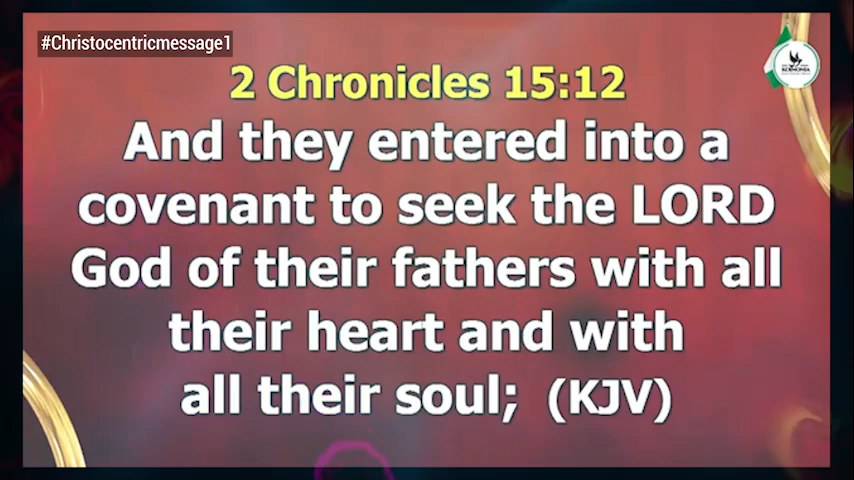 #Christocentricmessage1
2 Chronicles 15:12
And they entered into a
covenant to seek the LORD
God of their fathers with all
their heart and with
all their soul; (KJV)
KOINONIA